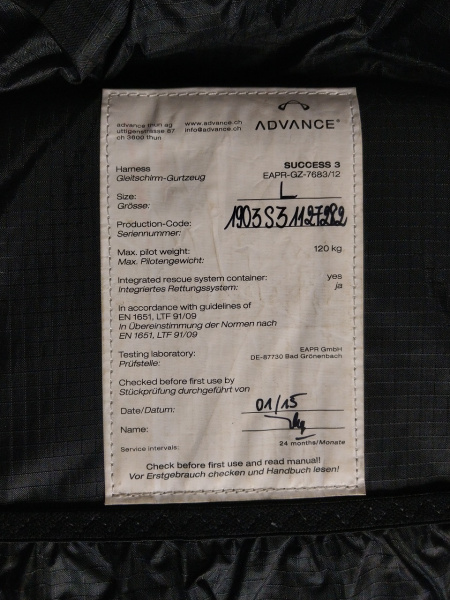 ADVANCE®
advance thun ag www.advance.ch
uttigenstrasse 87 info@advance.ch
ch 3600 thun
Harness SUCCESS 3
Gleitschirm-Gurtzeug EAPR-GZ-7683/12
Size: L
Grösse:
Production-Code: 1903S31127282
Seriennummer:
Max. pilot weight: 120 kg
Max. Pilotengewicht:
Integrated rescue system container: yes
Integriertes Rettungssystem: ja
In accordance with guidelines of
EN 1651, LTF 91/09
In Übereinstimmung der Normen nach
EN 1651, LTF 91/09
Testing laboratory: EAPR GmbH
Prüfstelle: DE-87730 Bad Grönenbach
Checked before first use by
Stückprüfung durchgeführt von
Date/Datum: 01/15
Name:
Service intervals: 24 months/Monate
Check before first use and read manual!
Vor Erstgebrauch checken und Handbuch lesen!